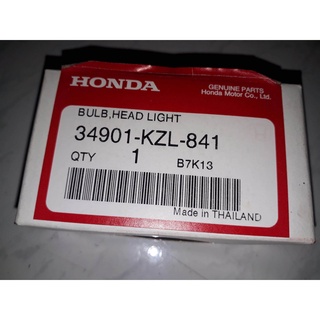 HONDA
GENUINE PARTS
Honda Motor Co., Ltd.
BULB,HEAD LIGHT
34901-KZL-841
QTY 1 B7K13
Made in THAILAND